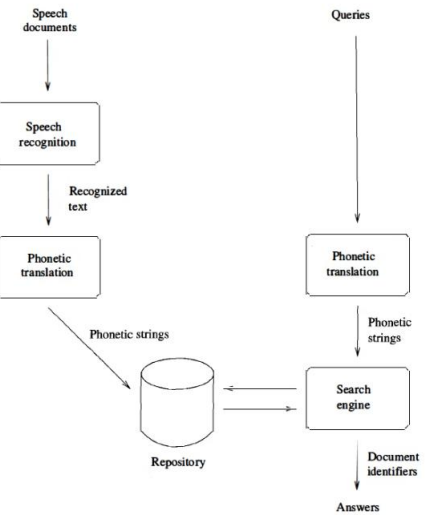 Speech
documents
Queries
Speech
recognition
Recognized
text
Phonetic
translation
Phonetic
translation
Phonetic strings
Phonetic
strings
Search
engine
Repository
Document
identifiers
Answers